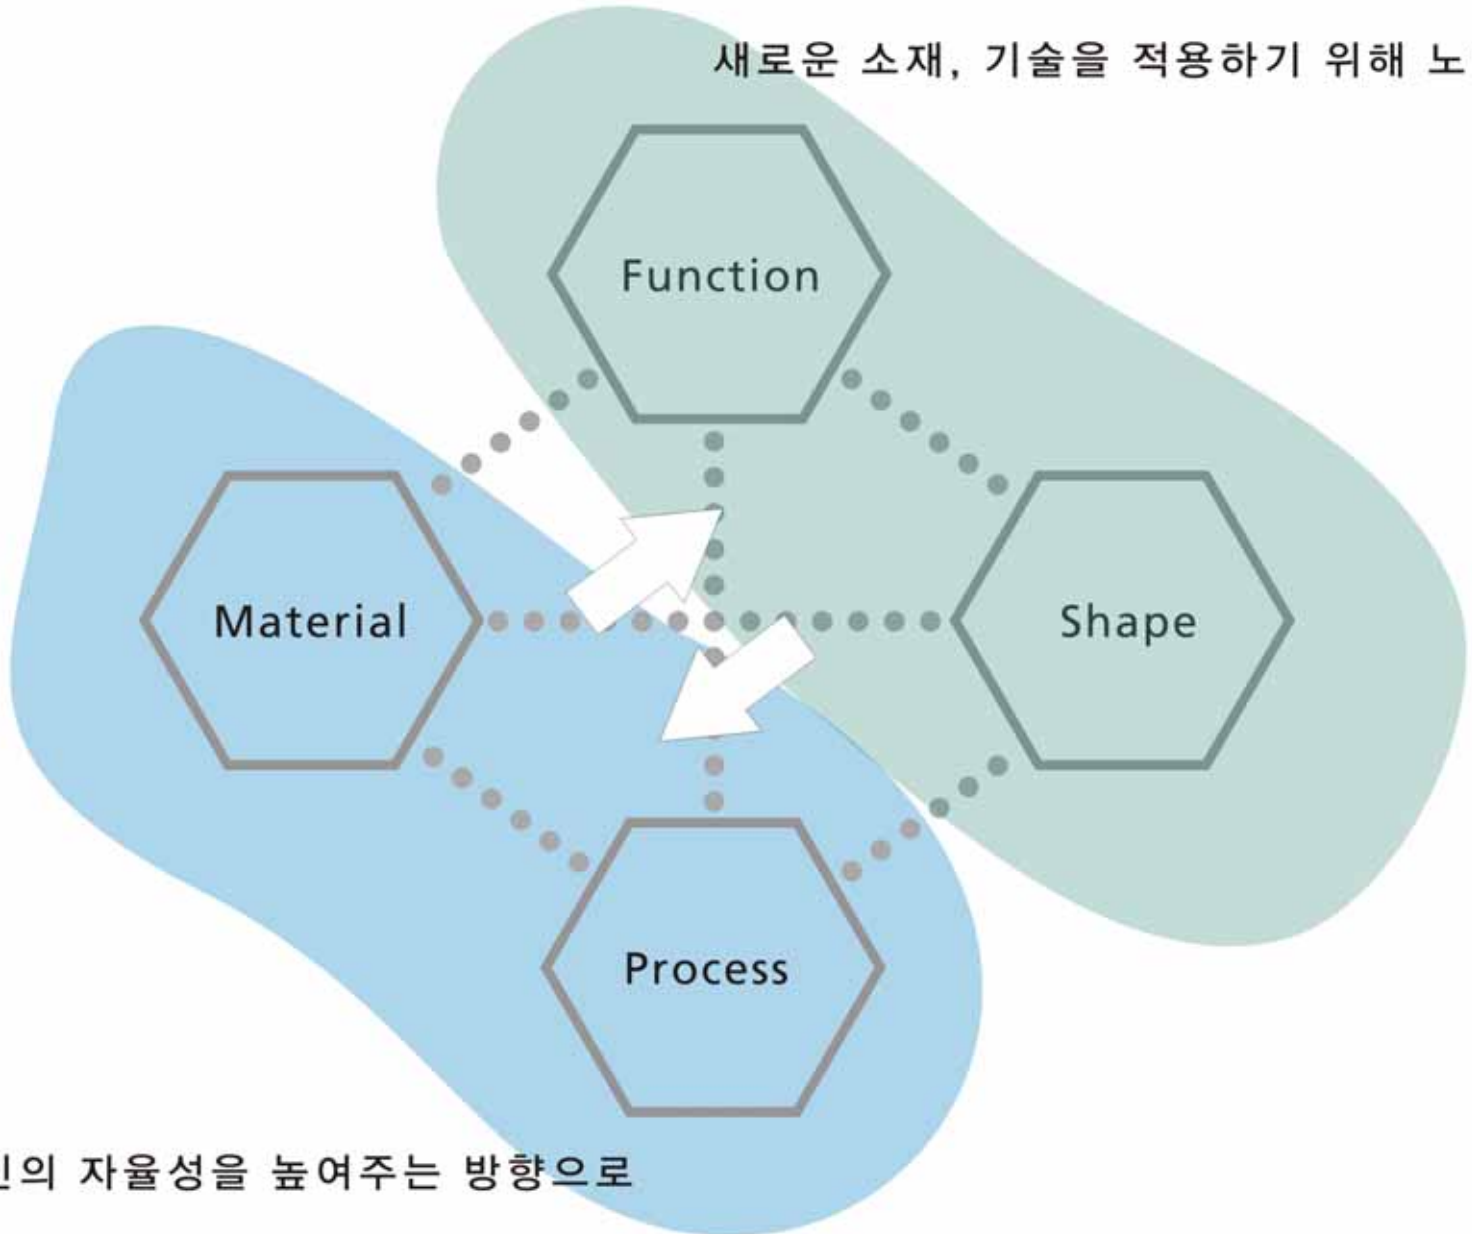 새로운 소재, 기술을 적용하기 위해 노
Function
Material
Shape
Process
의 자율성을 높여주는 방향으로